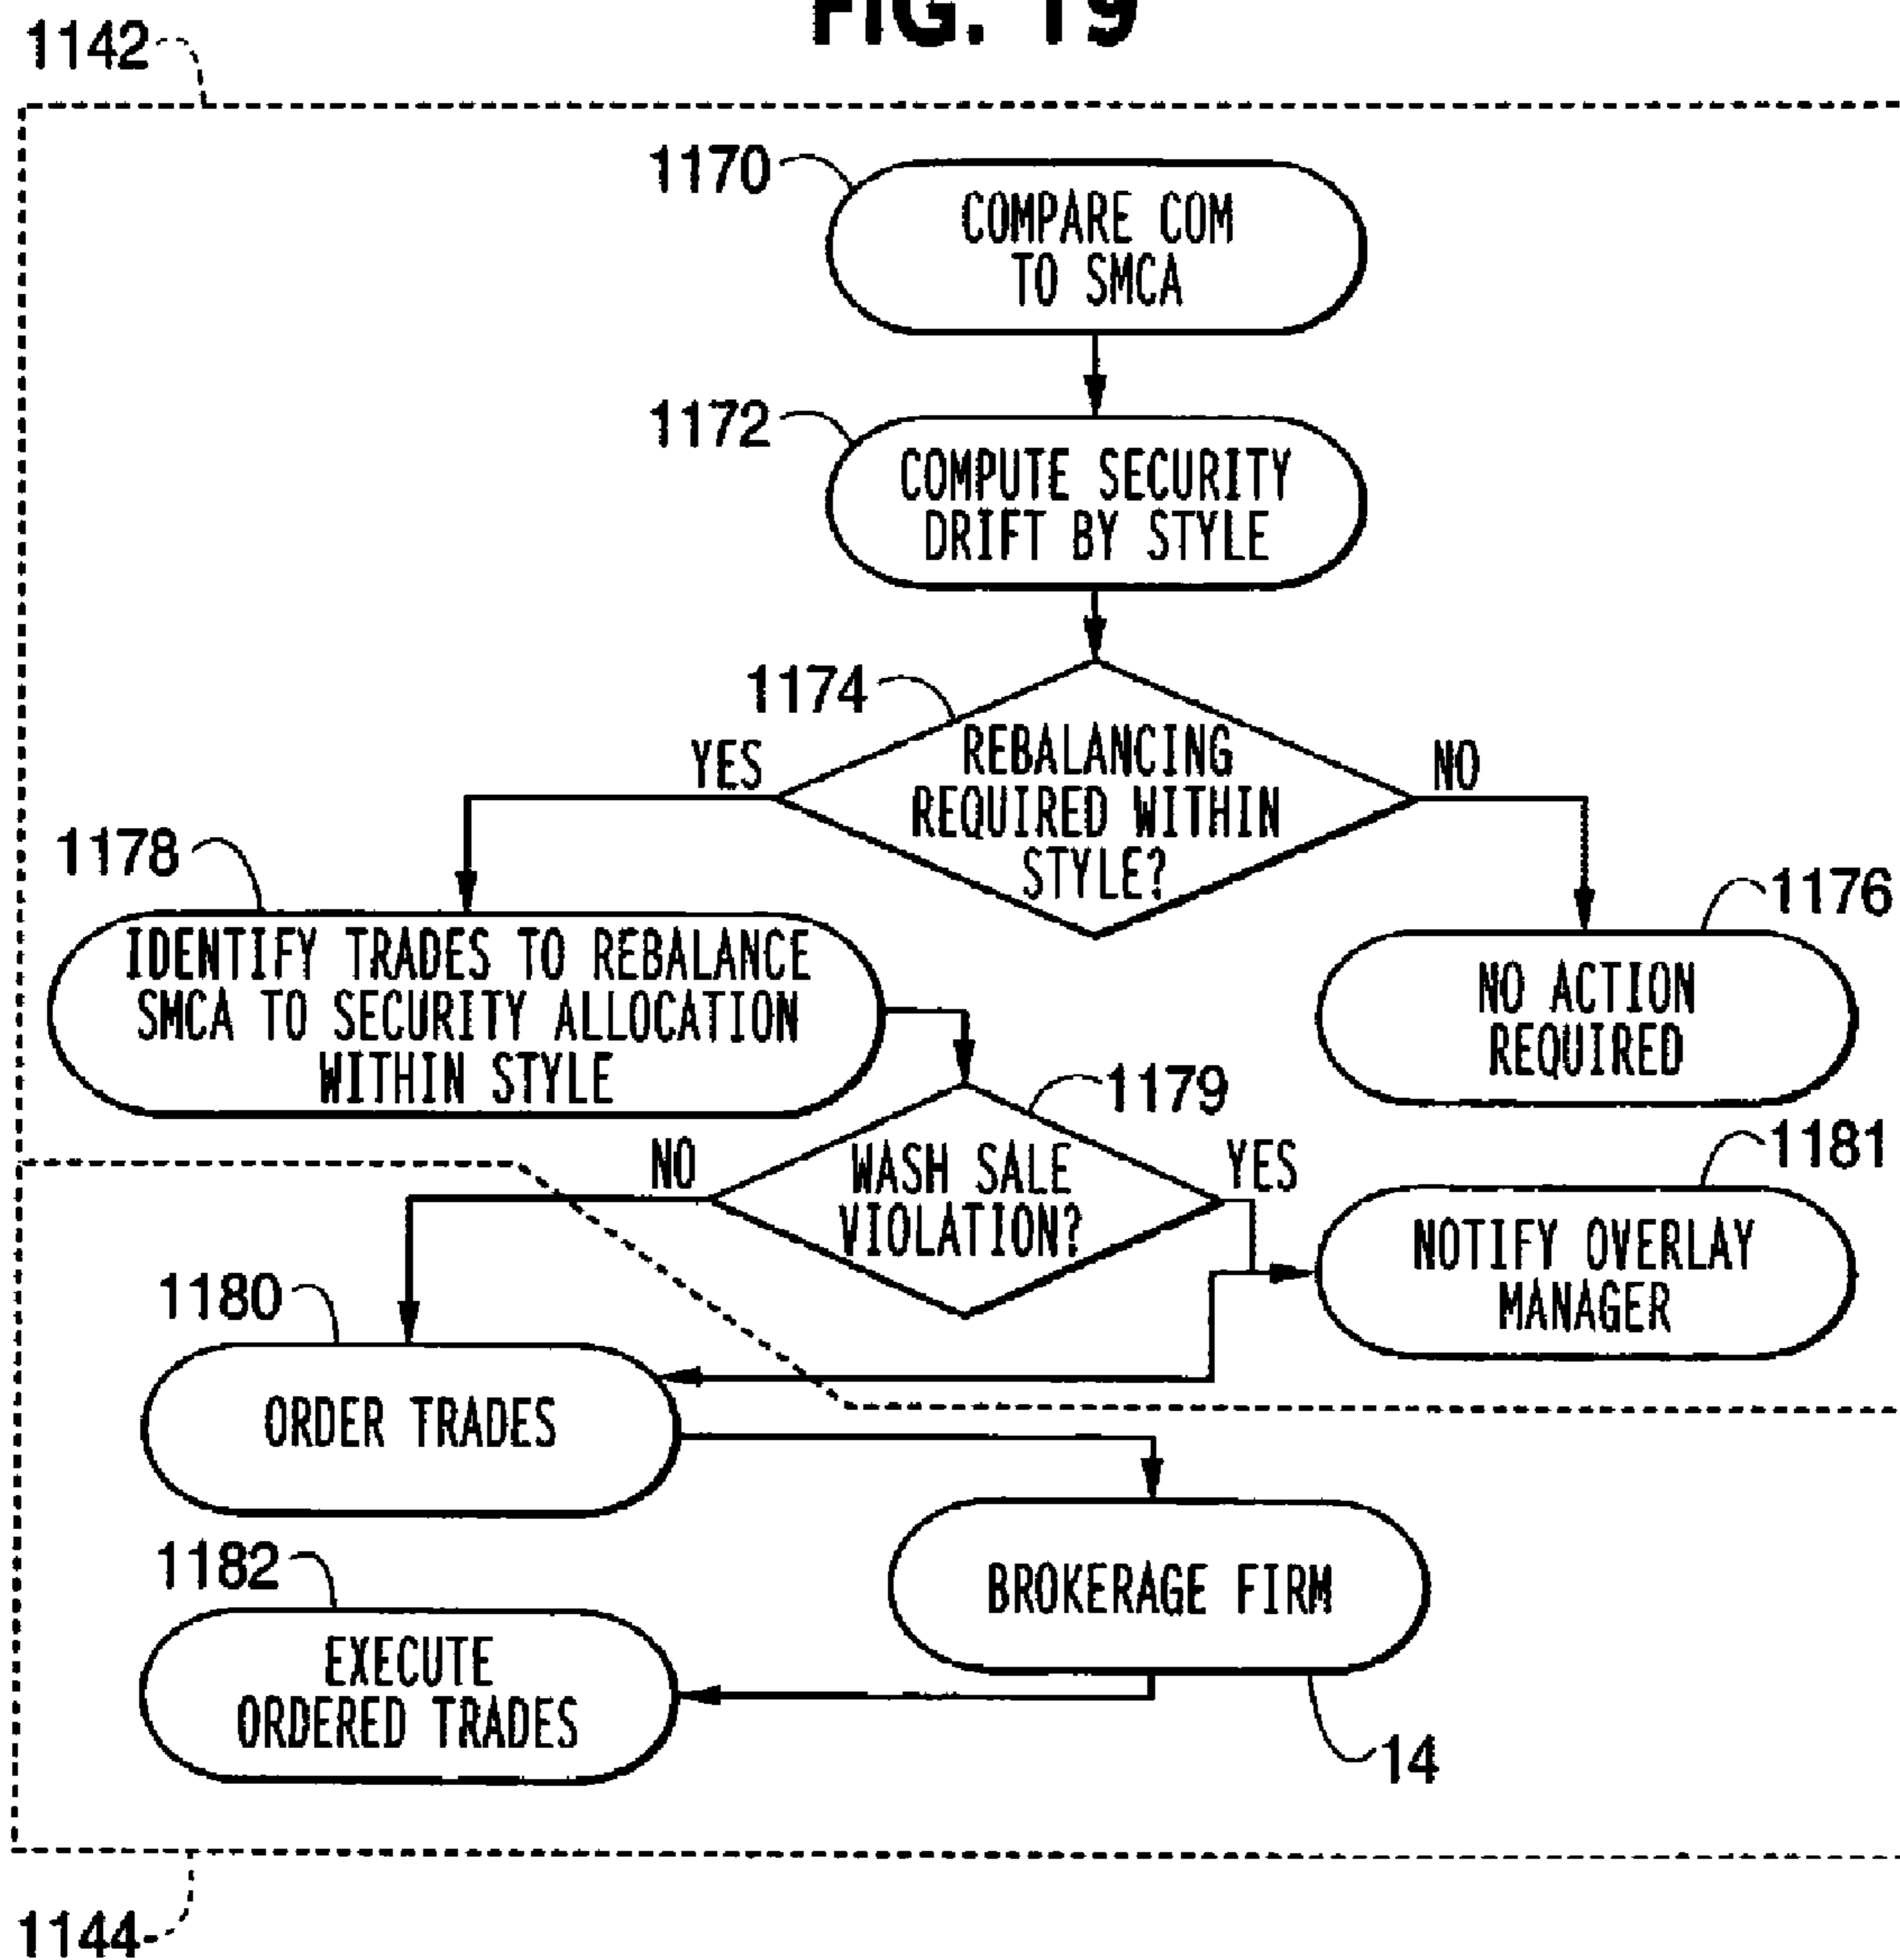 FIG. 19
1142
1170
COMPARE COM
TO SMCA
1172
COMPUTE SECURITY
DRIFT BY STYLE
1174
REBALANCING
REQUIRED WITHIN
STYLE?
YES
NO
1178
IDENTIFY TRADES TO REBALANCE
SMCA TO SECURITY ALLOCATION
WITHIN STYLE
1176
NO ACTION
REQUIRED
1179
WASH SALE
VIOLATION?
NO
YES
1181
NOTIFY OVERLAY
MANAGER
1180
ORDER TRADES
BROKERAGE FIRM
14
1182
EXECUTE
ORDERED TRADES
1144